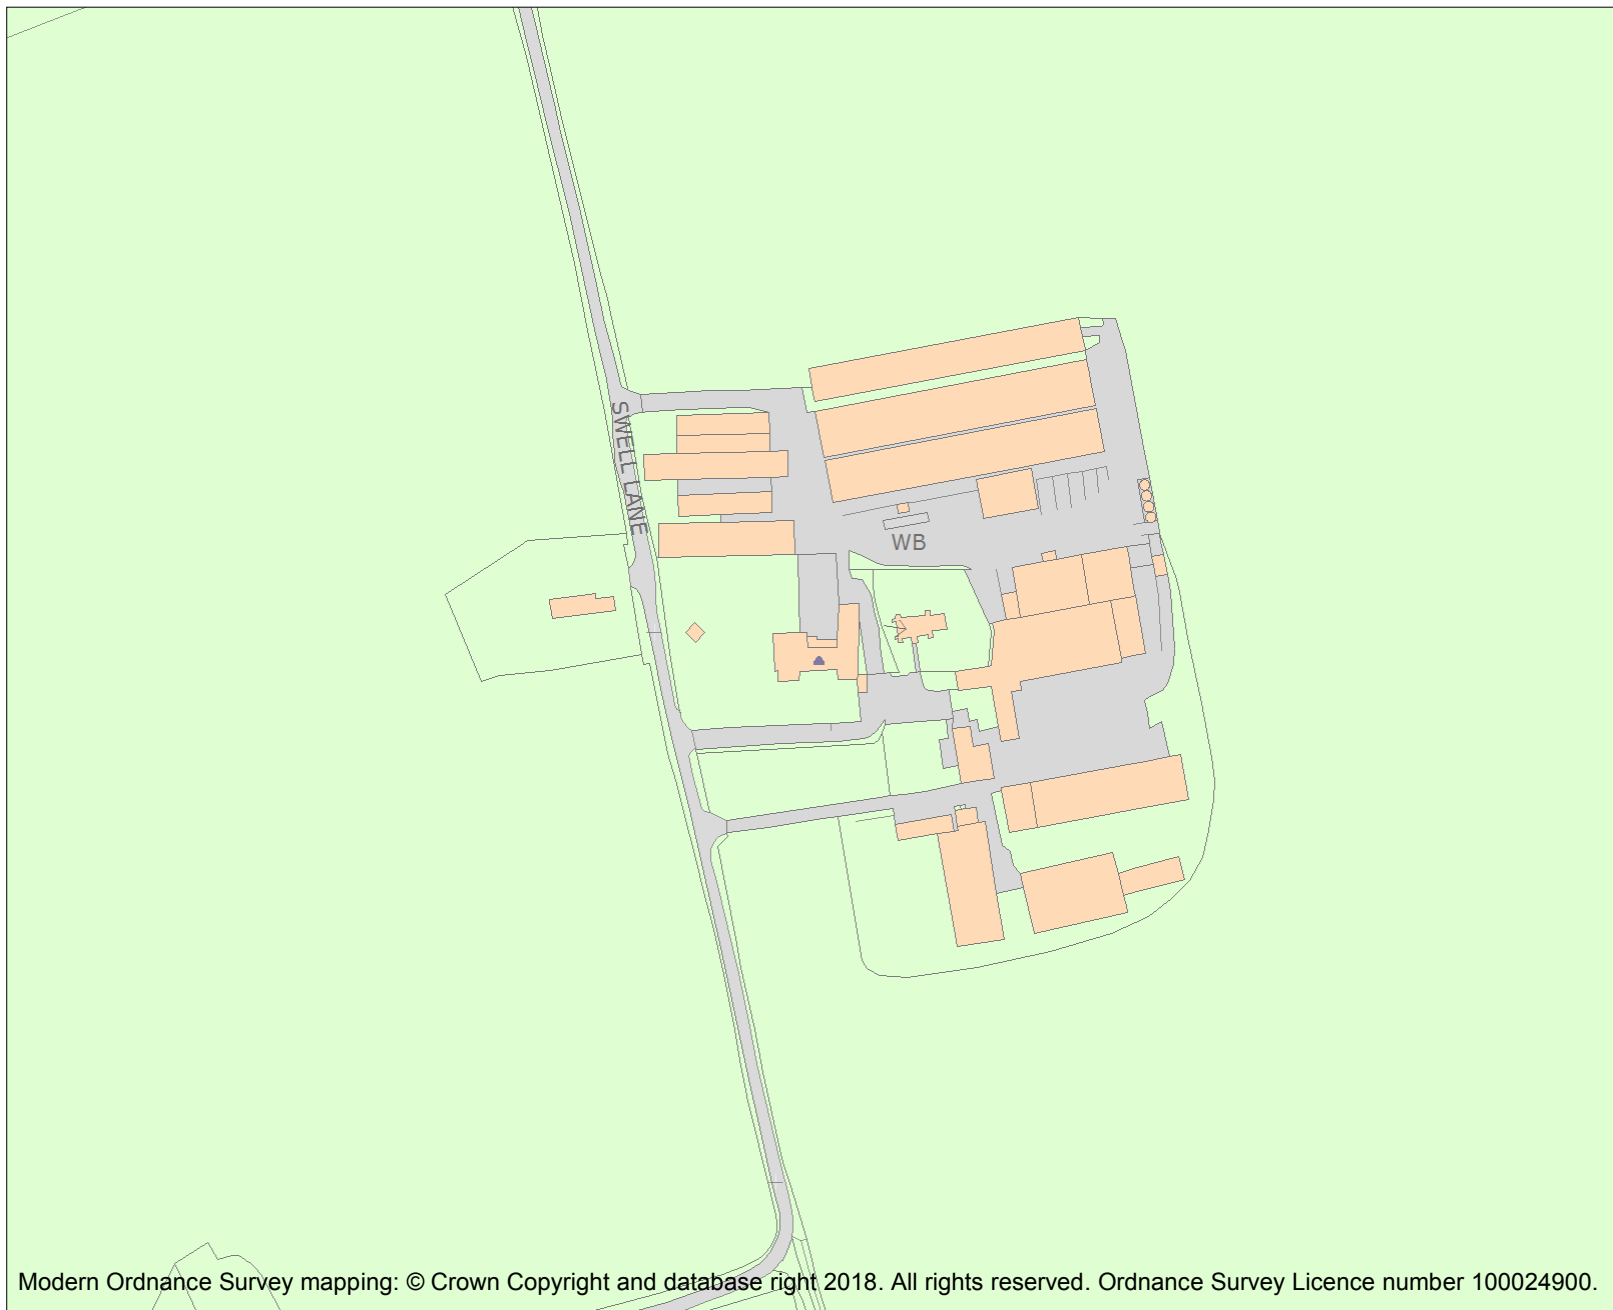 SWELL LANE
WB
Modern Ordnance Survey mapping: © Crown Copyright and database right 2018. All rights reserved. Ordnance Survey Licence number 100024900.